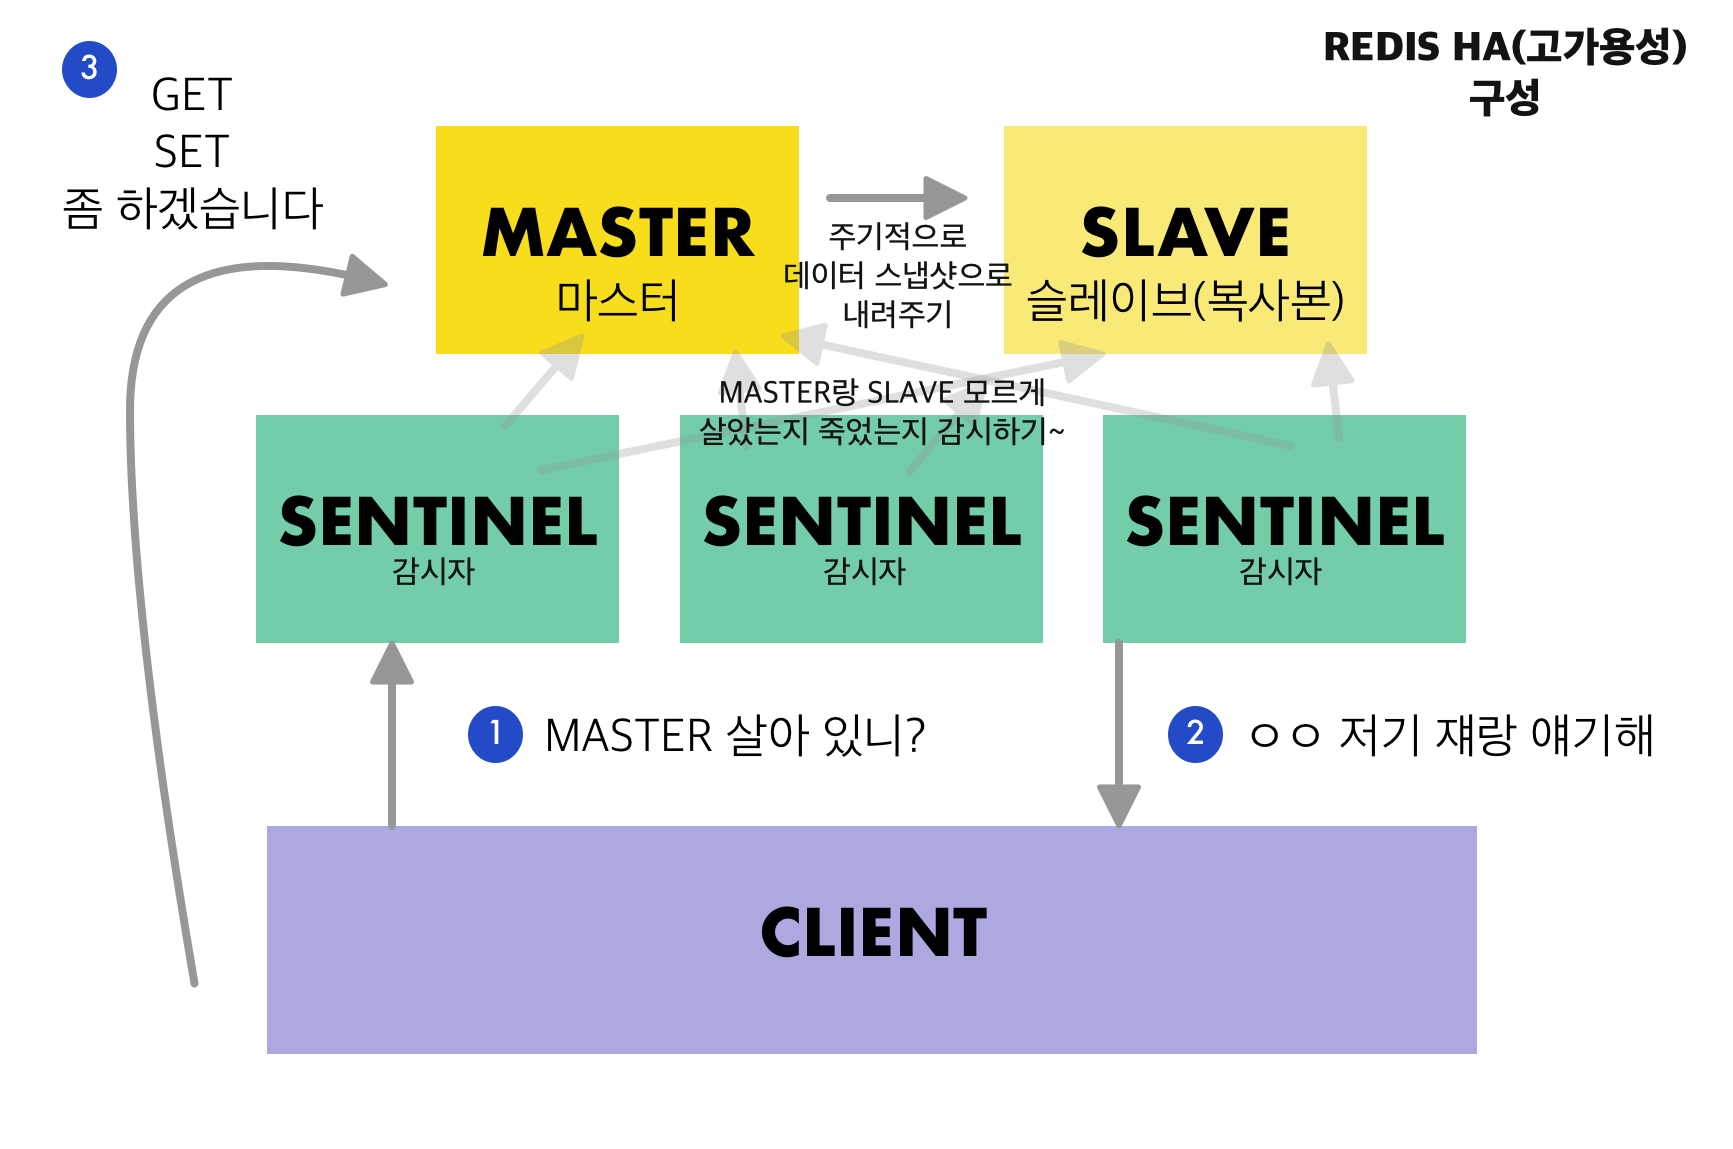 REDIS HA(고가용성)
구성
3
GET
SET
좀 하겠습니다
MASTER
마스터
주기적으로
데이터 스냅샷으로
내려주기
SLAVE
슬레이브(복사본)
MASTER랑 SLAVE 모르게
살았는지 죽었는지 감시하기~
SENTINEL
감시자
SENTINEL
감시자
SENTINEL
감시자
1 MASTER 살아 있니?
2 ㅇㅇ 저기 쟤랑 얘기해
CLIENT